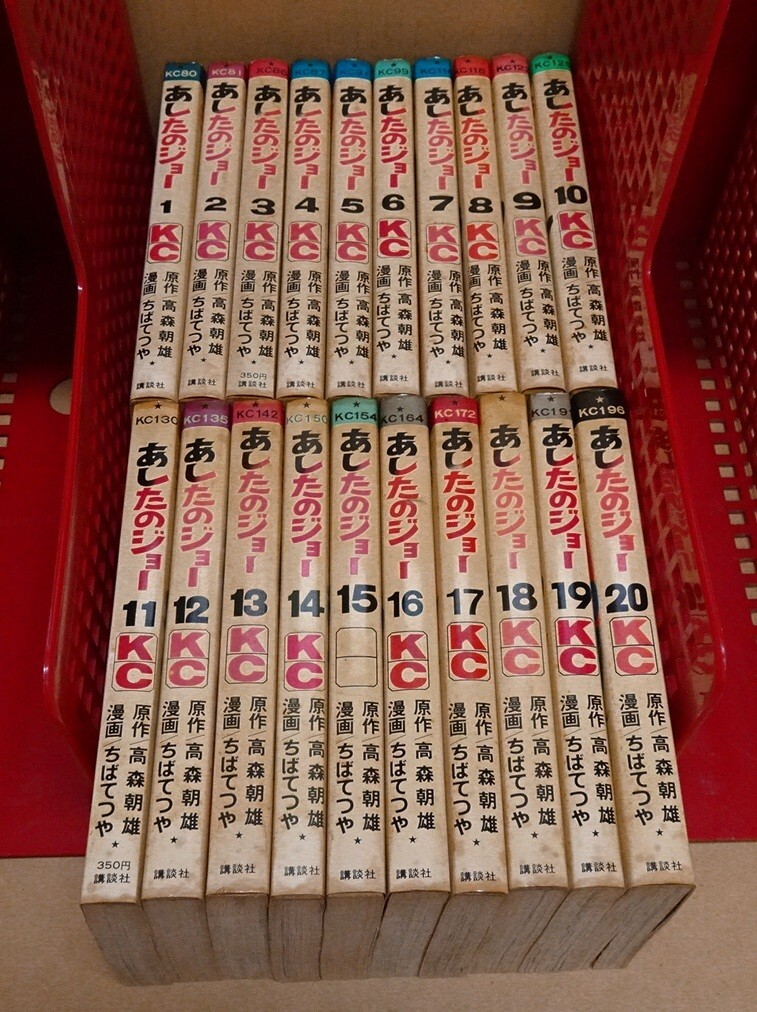 KC80
あしたのジョー
1
KC
原作/高森朝雄
漫画/ちばてつや
講談社
KC81
あしたのジョー
2
KC
原作/高森朝雄
漫画/ちばてつや
講談社
あしたのジョー
3
KC
原作/高森朝雄
漫画/ちばてつや
350円
講談社
あしたのジョー
4
KC
原作/高森朝雄
漫画/ちばてつや
講談社
あしたのジョー
5
KC
原作/高森朝雄
漫画/ちばてつや
講談社
KC99
あしたのジョー
6
KC
原作/高森朝雄
漫画/ちばてつや
講談社
あしたのジョー
7
KC
原作/高森朝雄
漫画/ちばてつや
講談社
あしたのジョー
8
KC
原作/高森朝雄
漫画/ちばてつや
講談社
あしたのジョー
9
KC
原作/高森朝雄
漫画/ちばてつや
講談社
あしたのジョー
10
KC
原作/高森朝雄
漫画/ちばてつや
講談社
KC130
あしたのジョー
11
KC
原作/高森朝雄
漫画/ちばてつや
350円
講談社
KC135
あしたのジョー
12
KC
原作/高森朝雄
漫画/ちばてつや
講談社
KC142
あしたのジョー
13
KC
原作/高森朝雄
漫画/ちばてつや
講談社
KC150
あしたのジョー
14
KC
原作/高森朝雄
漫画/ちばてつや
講談社
KC154
あしたのジョー
15
原作/高森朝雄
漫画/ちばてつや
講談社
KC164
あしたのジョー
16
KC
原作/高森朝雄
漫画/ちばてつや
講談社
KC172
あしたのジョー
17
KC
原作/高森朝雄
漫画/ちばてつや
講談社
あしたのジョー
18
KC
原作/高森朝雄
漫画/ちばてつや
講談社
あしたのジョー
19
KC
原作/高森朝雄
漫画/ちばてつや
講談社
KC196
あしたのジョー
20
KC
原作/高森朝雄
漫画/ちばてつや
講談社